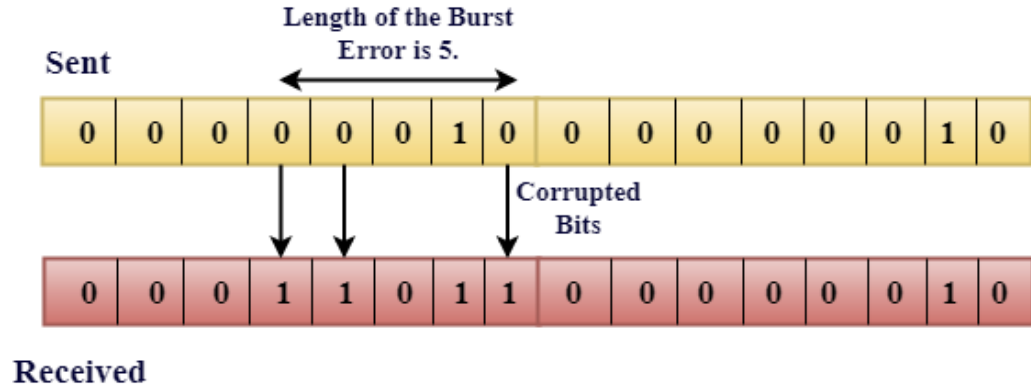 Length of the Burst
Error is 5.
Sent
0 0 0 0 0 0 1 0 0 0 0 0 0 0 1 0
Corrupted
Bits
0 0 0 1 1 0 1 1 0 0 0 0 0 0 1 0
Received